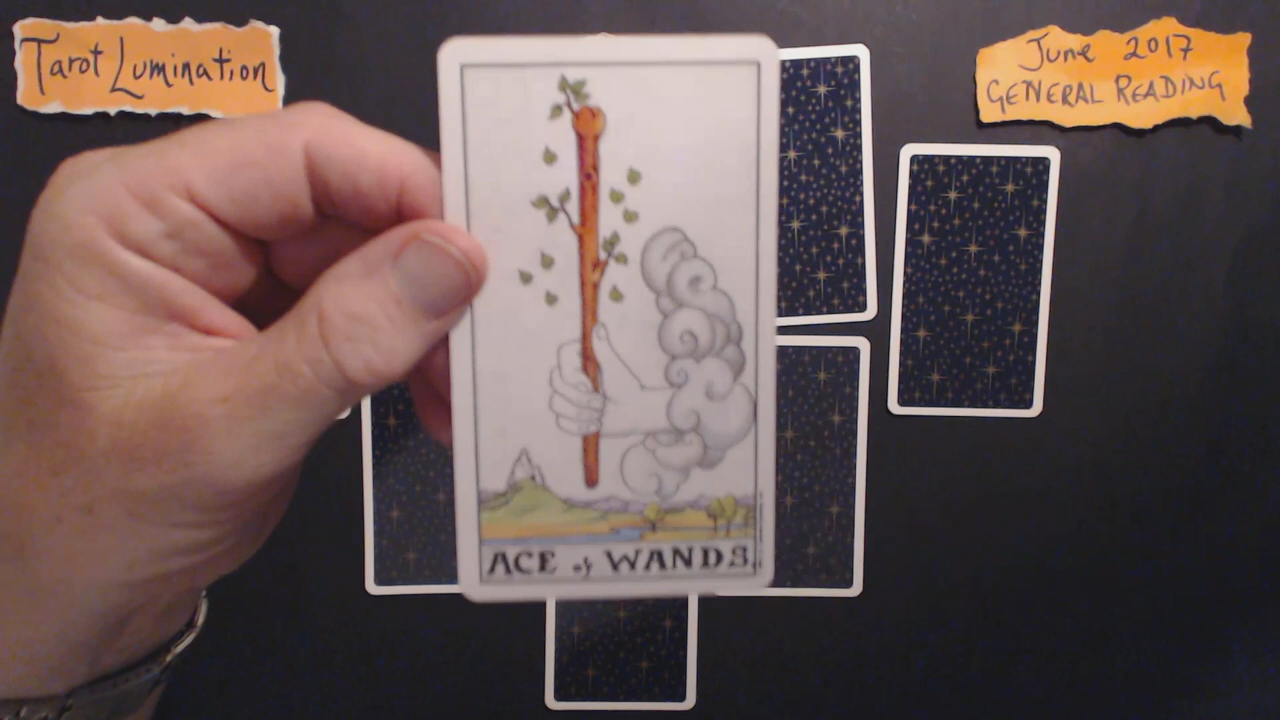 Tarot Lumination
June 2017
GENERAL READING
ACE of WANDS.